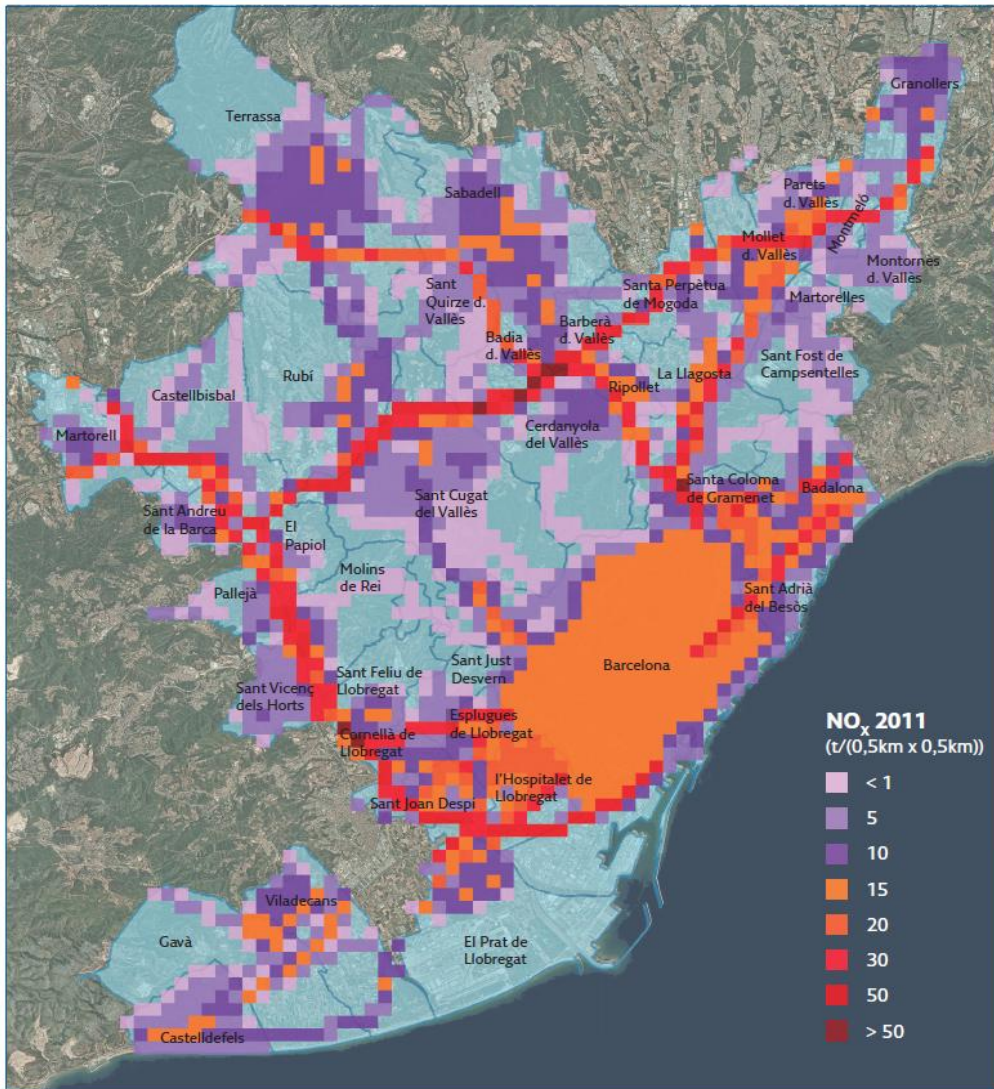 Granollers
Terrassa
Sabadell
Parets
d. Vallès
Montmeló
Mollet
d. Vallès
Montornes
d. Vallès
Sant
Quirze d.
Vallès
Santa Perpètua
de Mogoda
Martorelles
Badia
d. Vallès
Barberà
d. Vallès
Sant Fost de
Campsentelles
Rubí
La Llagosta
Ripollet
Castellbisbal
Martorell
Cerdanyola
del Vallès
Sant Cugat
del Vallès
Santa Coloma
de Gramenet
Badalona
Sant Andreu
de la Barca
El
Papiol
Molins
de Rei
Pallejà
Sant Adrià
del Besòs
Sant Just
Desvern
Barcelona
Sant Feliu de
Llobregat
Sant Vicenç
dels Horts
Esplugues
de Llobregat
Cornellà de
Llobregat
l'Hospitalet de
Llobregat
Sant Joan Despí
Viladecans
Gavà
El Prat de
Llobregat
Castelldefels
NOx 2011
(t/(0,5km x 0,5km))
< 1
5
10
15
20
30
50
> 50